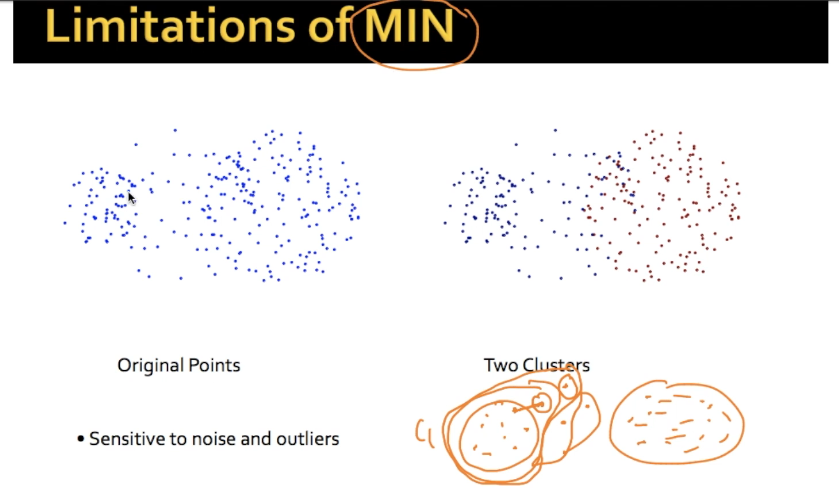 Limitations of MIN
Original Points
Two Clusters
• Sensitive to noise and outliers
C1